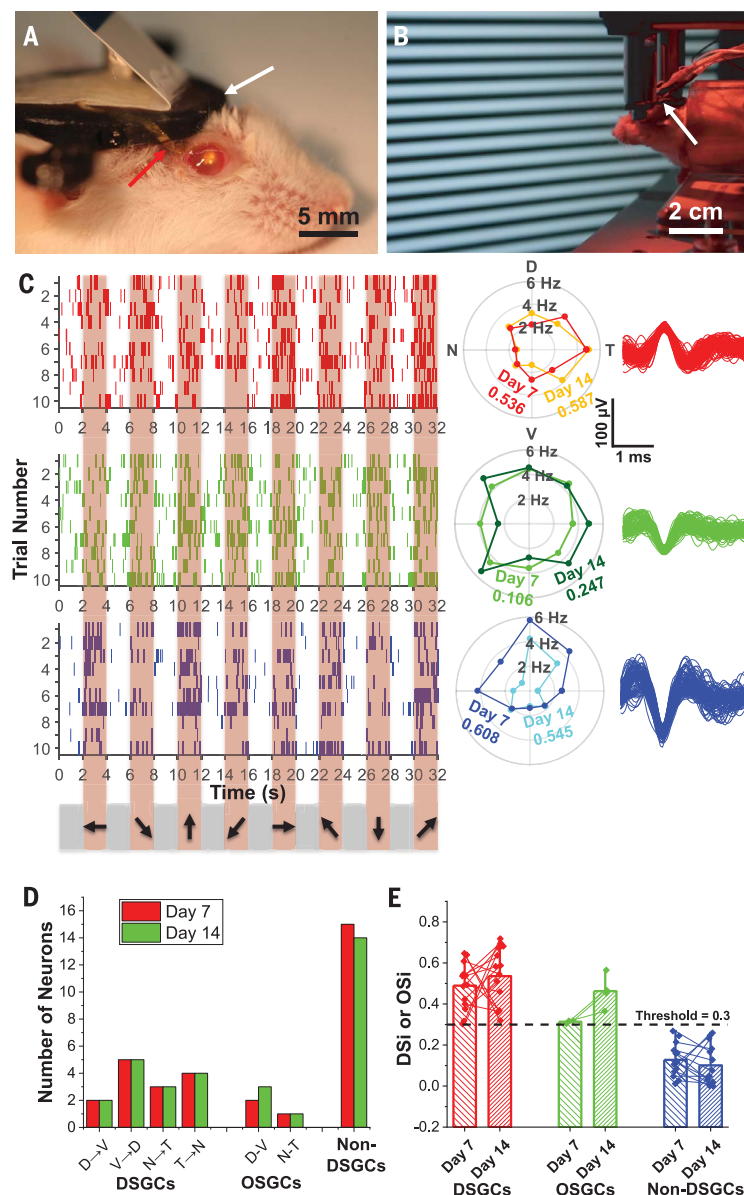 A
5 mm
B
2 cm
C
Trial Number
2
4
6
8
10
0 2 4 6 8 10 12 14 16 18 20 22 24 26 28 30 32
2
4
6
8
10
0 2 4 6 8 10 12 14 16 18 20 22 24 26 28 30 32
2
4
6
8
10
0 2 4 6 8 10 12 14 16 18 20 22 24 26 28 30 32
Time (s)
D
6 Hz
4 Hz
2 Hz
N
T
Day 7
0.536
Day 14
0.587
V
100 µV
1 ms
6 Hz
4 Hz
2 Hz
Day 7
0.106
Day 14
0.247
6 Hz
4 Hz
2 Hz
Day 7
0.608
Day 14
0.545
D
Number of Neurons
16
14
12
10
8
6
4
2
0
Day 7
Day 14
D→V
V→D
N→T
T→N
DSGCs
D-V
N-T
OSGCs
Non-
DSGCs
E
DSi or OSi
0.8
0.6
0.4
0.2
0.0
-0.2
Threshold = 0.3
Day 7
Day 14
DSGCs
Day 7
Day 14
OSGCs
Day 7
Day 14
Non-DSGCs